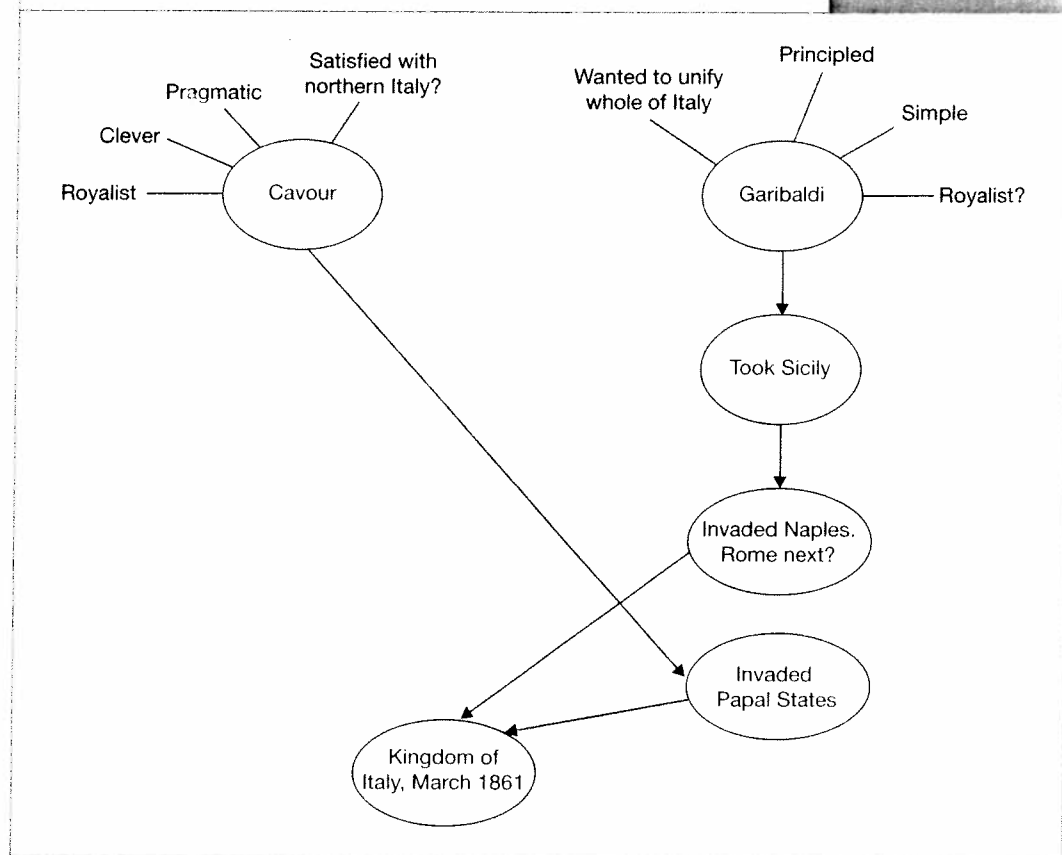 Satisfied with
northern Italy?
Pragmatic
Clever
Royalist
Cavour
Principled
Wanted to unify
whole of Italy
Simple
Garibaldi
Royalist?
Took Sicily
Invaded Naples.
Rome next?
Invaded
Papal States
Kingdom of
Italy, March 1861